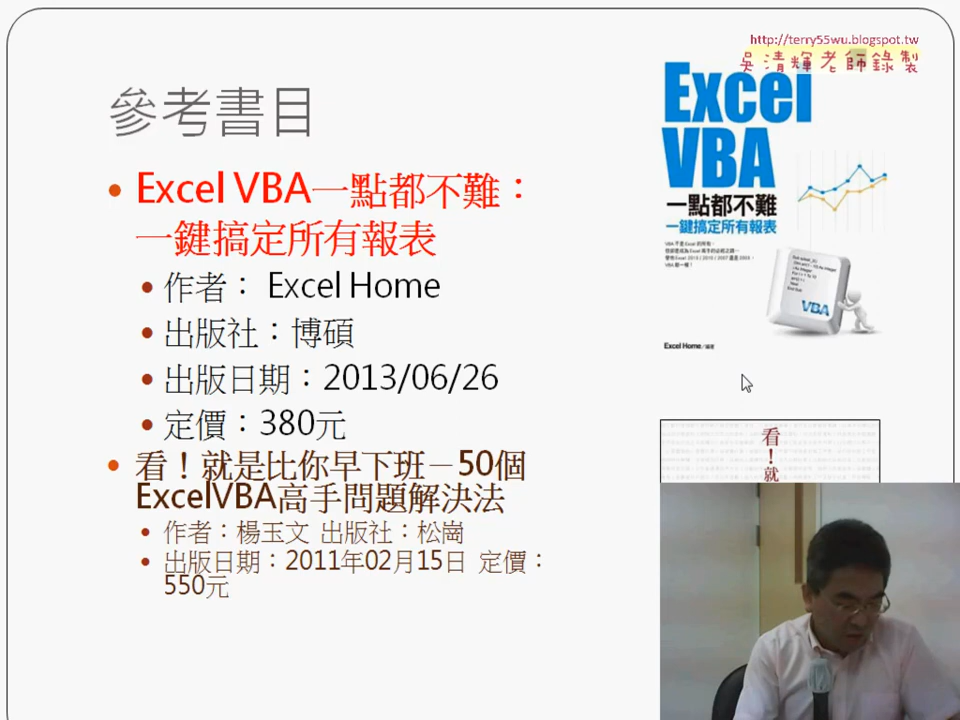 http://terry55wu.blogspot.tw
吳清輝老師錄製
參考書目
Excel VBA一點都不難：
一鍵搞定所有報表
作者： Excel Home
出版社：博碩
出版日期：2013/06/26
定價：380元
看！就是比你早下班－50個
ExcelVBA高手問題解決法
作者：楊玉文 出版社：松崗
出版日期：2011年02月15日 定價：
550元
Excel
VBA
一點都不難
一鍵搞定所有報表
VBA
Excel Home／編著
看！就